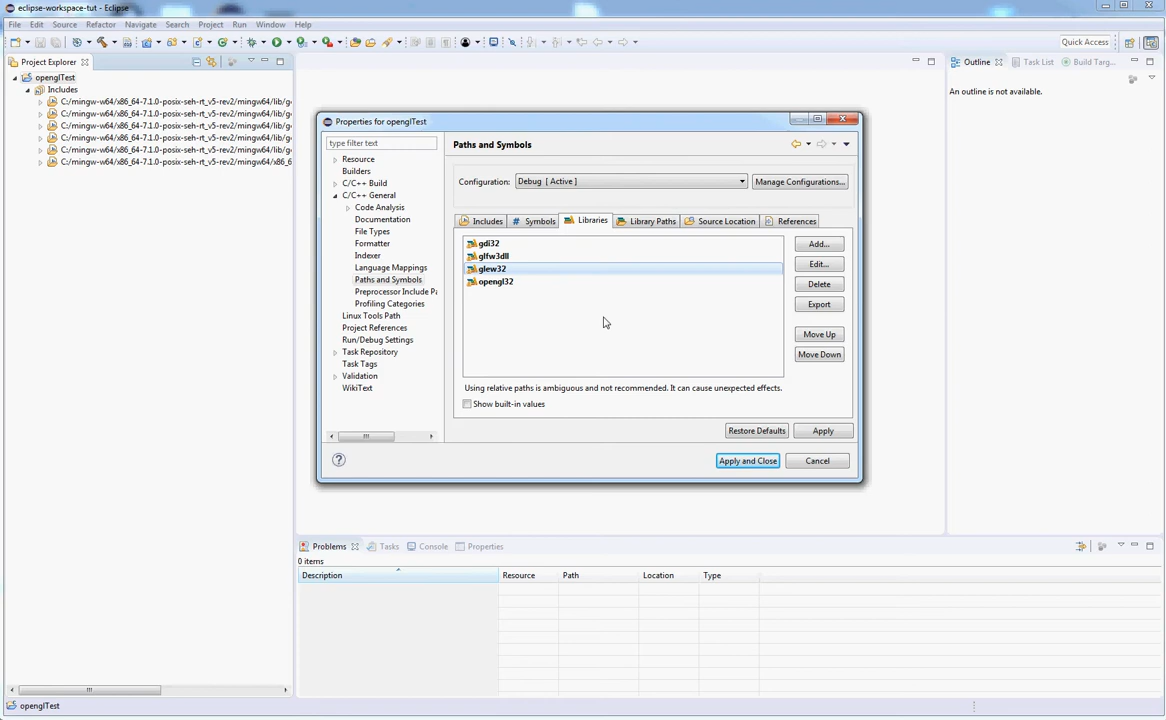 eclipse-workspace-tut - Eclipse
File Edit Source Refactor Navigate Search Project Run Window Help
Quick Access
Project Explorer
openglTest
Includes
C:/mingw-w64/x86_64-7.1.0-posix-seh-rt_v5-rev2/mingw64/lib/g
C:/mingw-w64/x86_64-7.1.0-posix-seh-rt_v5-rev2/mingw64/lib/g
C:/mingw-w64/x86_64-7.1.0-posix-seh-rt_v5-rev2/mingw64/lib/g
C:/mingw-w64/x86_64-7.1.0-posix-seh-rt_v5-rev2/mingw64/lib/g
C:/mingw-w64/x86_64-7.1.0-posix-seh-rt_v5-rev2/mingw64/lib/g
C:/mingw-w64/x86_64-7.1.0-posix-seh-rt_v5-rev2/mingw64/x86_6
Outline Task List Build Targ...
An outline is not available.
Properties for openglTest
type filter text
Resource
Builders
C/C++ Build
C/C++ General
Code Analysis
Documentation
File Types
Formatter
Indexer
Language Mappings
Paths and Symbols
Preprocessor Include Pa
Profiling Categories
Linux Tools Path
Project References
Run/Debug Settings
Task Repository
Task Tags
Validation
WikiText
Paths and Symbols
Configuration: Debug [ Active ] Manage Configurations...
Includes # Symbols Libraries Library Paths Source Location References
gdi32
glfw3dll
glew32
opengl32
Add...
Edit...
Delete
Export
Move Up
Move Down
Using relative paths is ambiguous and not recommended. It can cause unexpected effects.
Show built-in values
Restore Defaults Apply
? Apply and Close Cancel
Problems Tasks Console Properties
0 items
Description Resource Path Location Type
openglTest